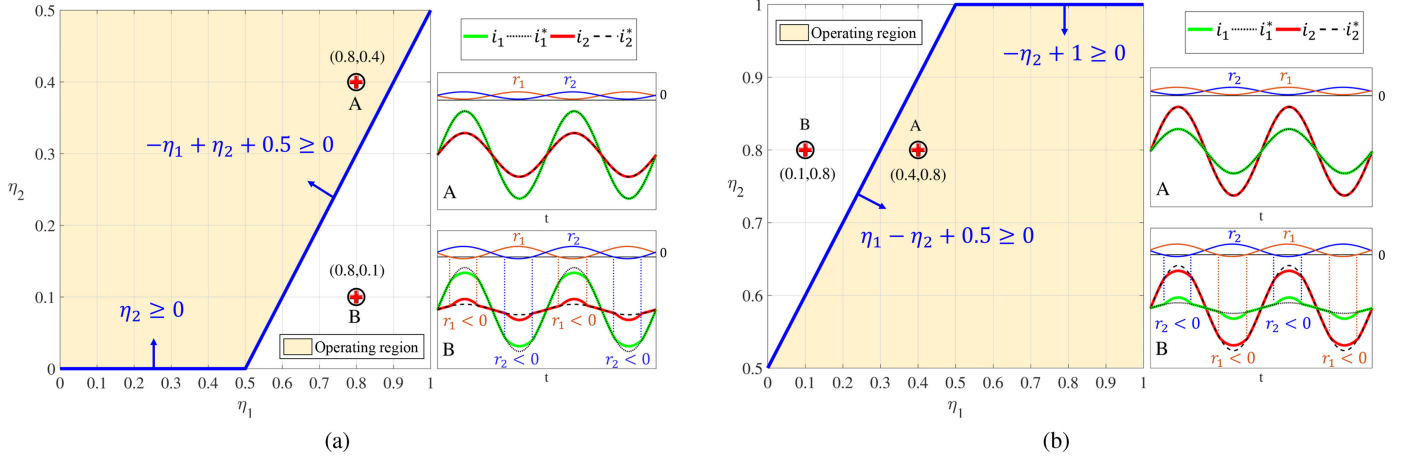 0.5
0.4
0.3
0.2
0.1
0
η₂
(0.8,0.4)
A
−η₁ + η₂ + 0.5 ≥ 0
(0.8,0.1)
B
η₂ ≥ 0
Operating region
0 0.1 0.2 0.3 0.4 0.5 0.6 0.7 0.8 0.9 1
η₁
i₁ i₁* i₂ i₂*
r₁ r₂
0
A
t
r₁ r₂
0
r₁ < 0 r₁ < 0
B
r₂ < 0 r₂ < 0
t
(a)
1
0.9
0.8
0.7
0.6
0.5
η₂
Operating region
−η₂ + 1 ≥ 0
B A
(0.1,0.8) (0.4,0.8)
η₁ − η₂ + 0.5 ≥ 0
0 0.1 0.2 0.3 0.4 0.5 0.6 0.7 0.8 0.9 1
η₁
i₁ i₁* i₂ i₂*
r₂ r₁
0
A
t
r₂ r₁
0
r₂ < 0 r₂ < 0
B
r₁ < 0 r₁ < 0
t
(b)